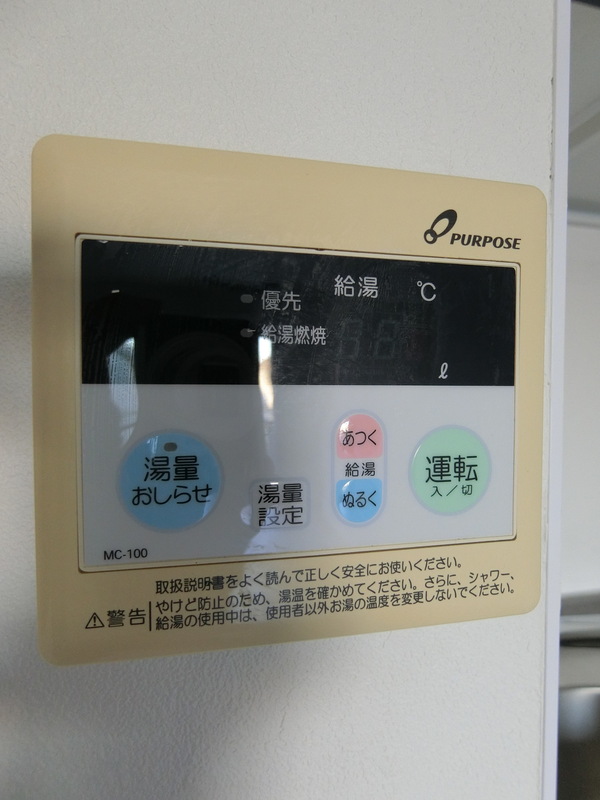 PURPOSE
給湯 ℃
優先
給湯燃焼
ℓ
湯量
おしらせ
湯量
設定
あつく
給湯
ぬるく
運転
入/切
MC-100
取扱説明書をよく読んで正しく安全にお使いください。
⚠警告 やけど防止のため、湯温を確かめてください。さらに、シャワー、
給湯の使用中は、使用者以外お湯の温度を変更しないでください。